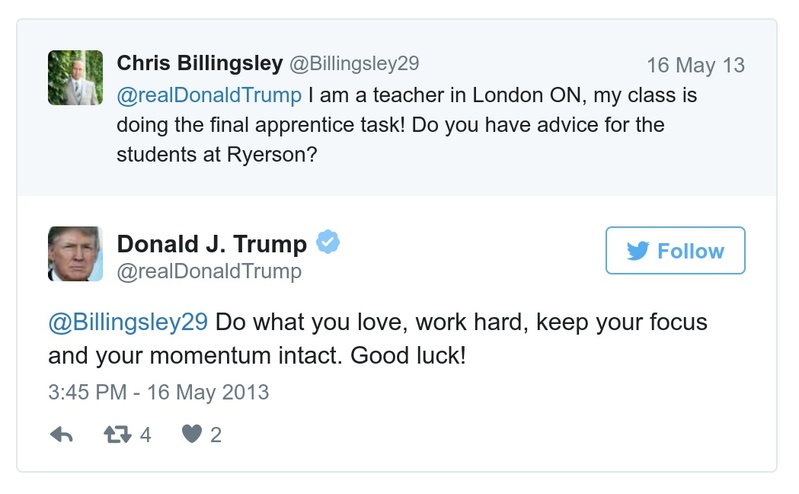 Chris Billingsley @Billingsley29 16 May 13
@realDonaldTrump I am a teacher in London ON, my class is
doing the final apprentice task! Do you have advice for the
students at Ryerson?
Donald J. Trump
@realDonaldTrump
Follow
@Billingsley29 Do what you love, work hard, keep your focus
and your momentum intact. Good luck!
3:45 PM - 16 May 2013
4 2